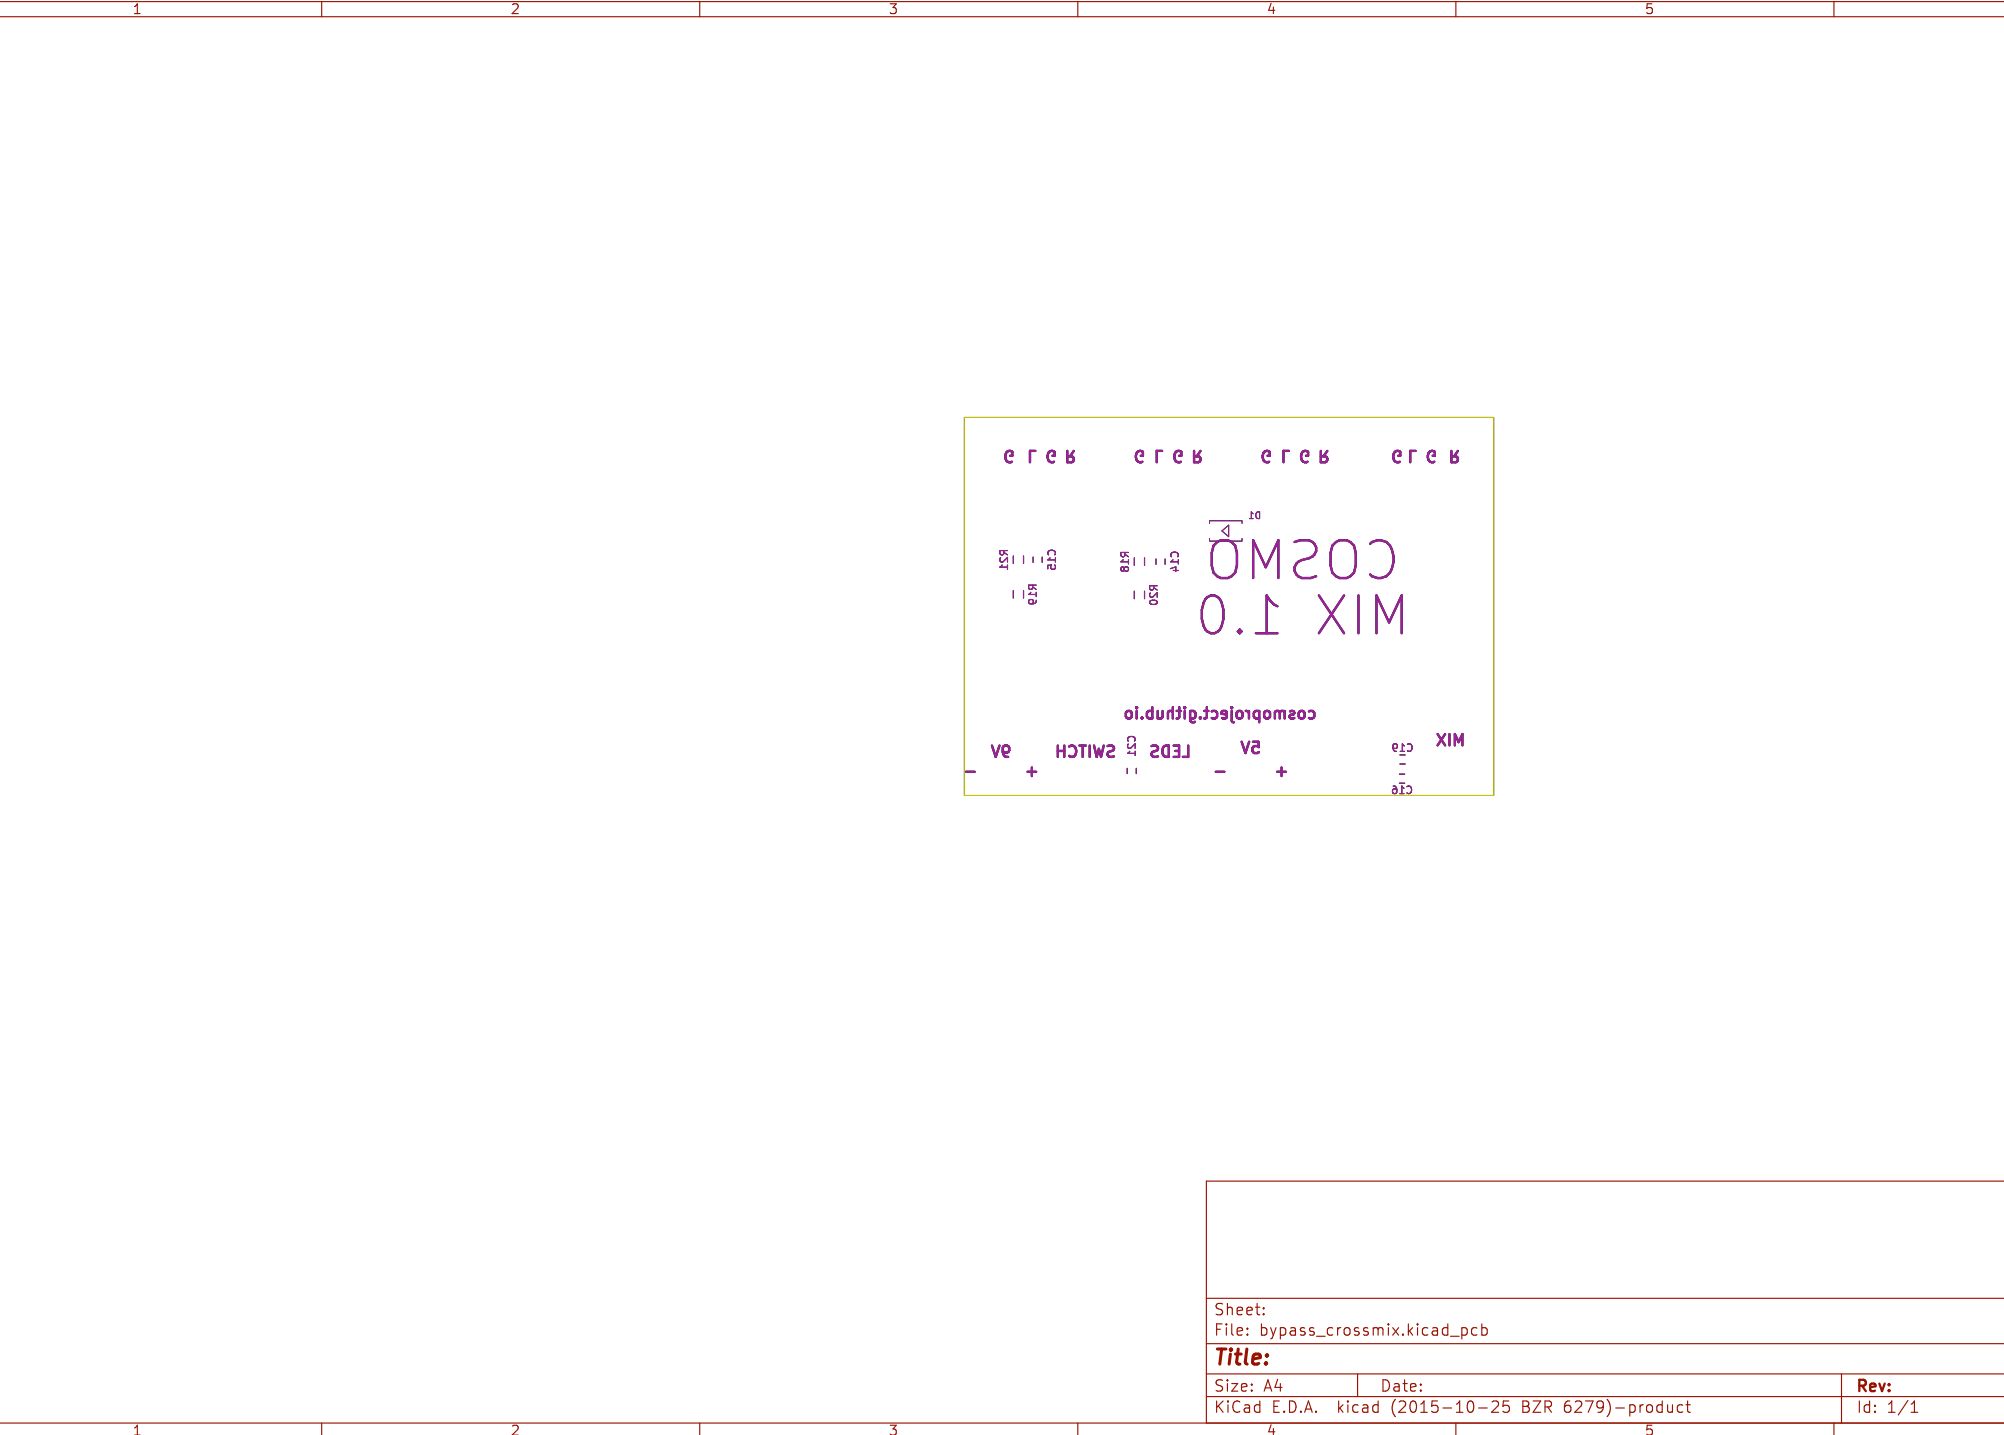 1 2 3 4 5
G L G R G L G R G L G R G L G R
D1
R21 C15 R18 C14
COSMO
R19 R20
MIX 1.0
cosmoproject.github.io
9V SWITCH C21 LEDS 5V C19 MIX
- + - +
C16
Sheet:
File: bypass_crossmix.kicad_pcb
Title:
Size: A4 Date: Rev:
KiCad E.D.A. kicad (2015-10-25 BZR 6279)-product Id: 1/1
1 2 3 4 5